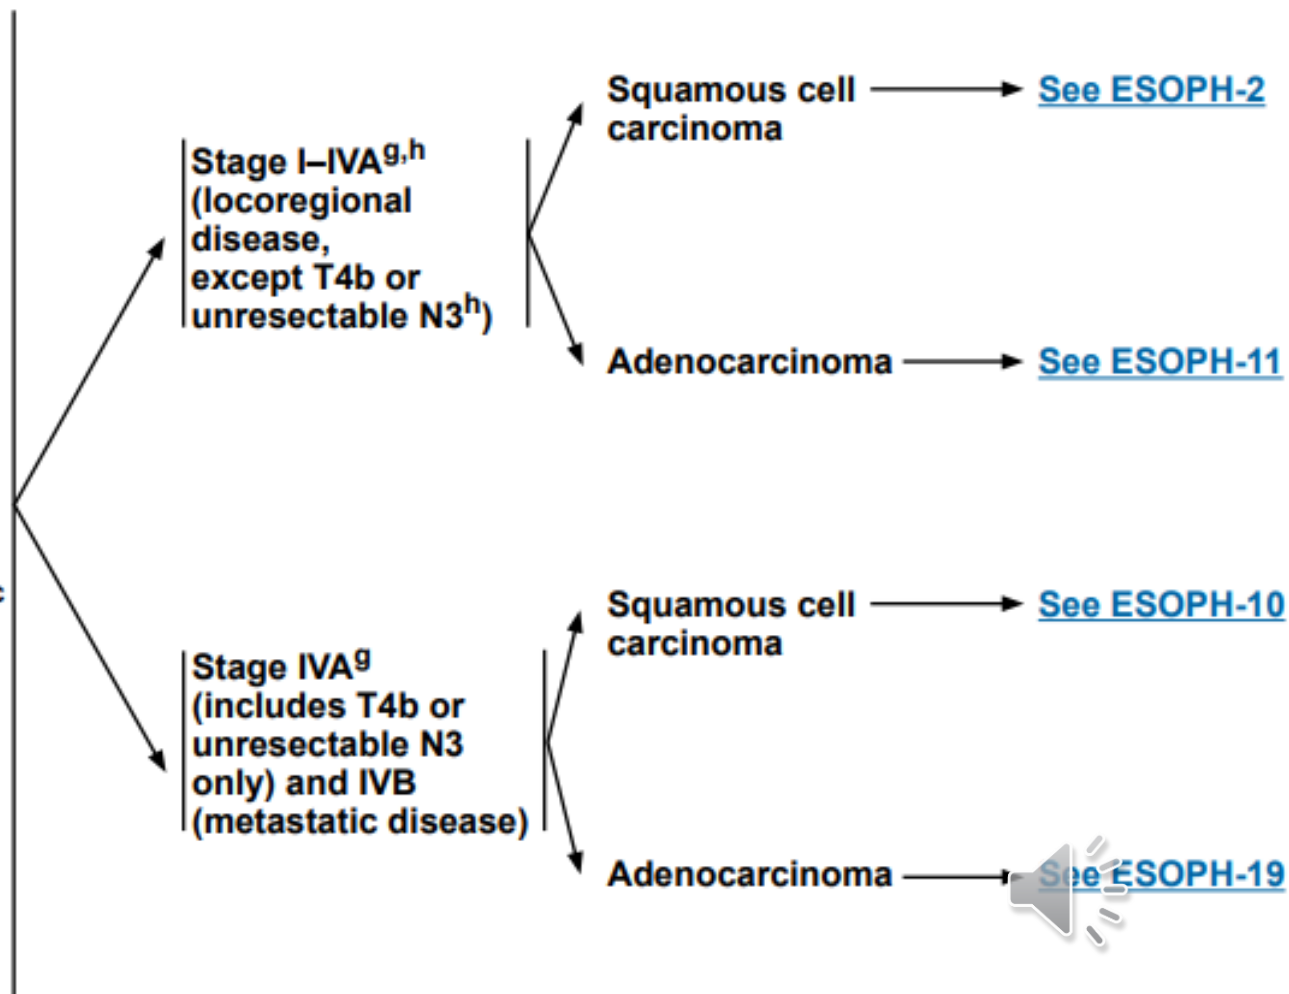 Stage I–IVAg,h
(locoregional
disease,
except T4b or
unresectable N3h)
Squamous cell
carcinoma
See ESOPH-2
Adenocarcinoma
See ESOPH-11
c
Stage IVAg
(includes T4b or
unresectable N3
only) and IVB
(metastatic disease)
Squamous cell
carcinoma
See ESOPH-10
Adenocarcinoma
See ESOPH-19